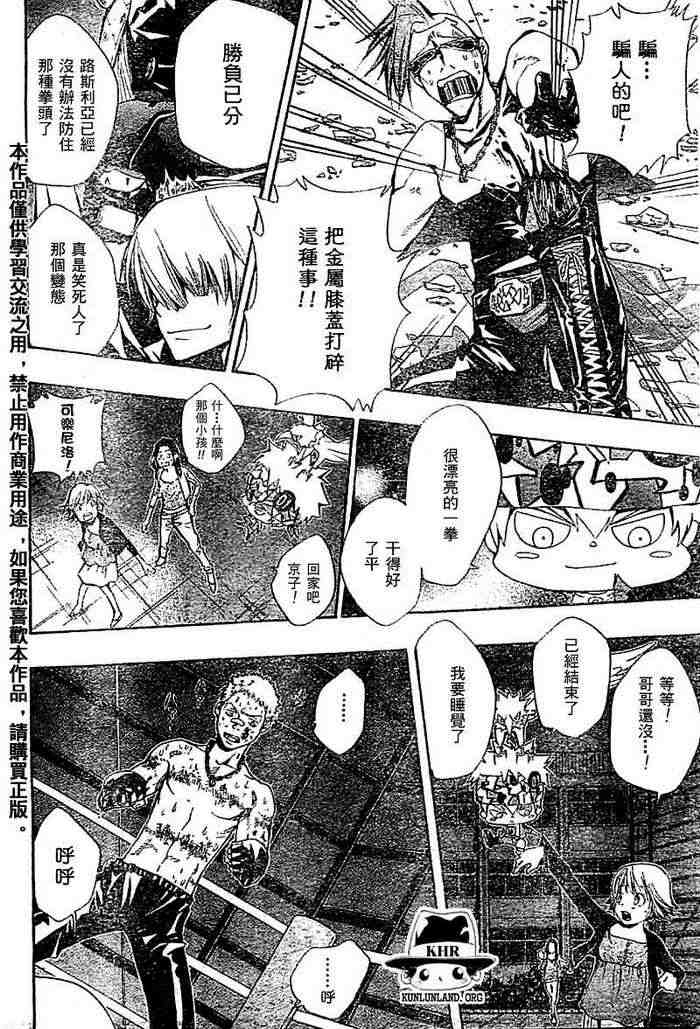 騙…
人的吧！
把金屬膝蓋打碎
這種事!!
勝負已分
路斯利亞已經
沒有辦法防住
那種拳頭了
真是笑死人了
那個變態
很漂亮的一拳
干得好
了平
什…什麼啊
那個小孩!!
可樂尼洛！
回家吧
京子！
等等！
哥哥還沒…！
已經結束了
我要睡覺了
……
呼
呼
…呼
本作品僅供學習交流之用，禁止用作商業用途，如果您喜歡本作品，請購買正版。
KHR
KUNLUNLAND.ORG